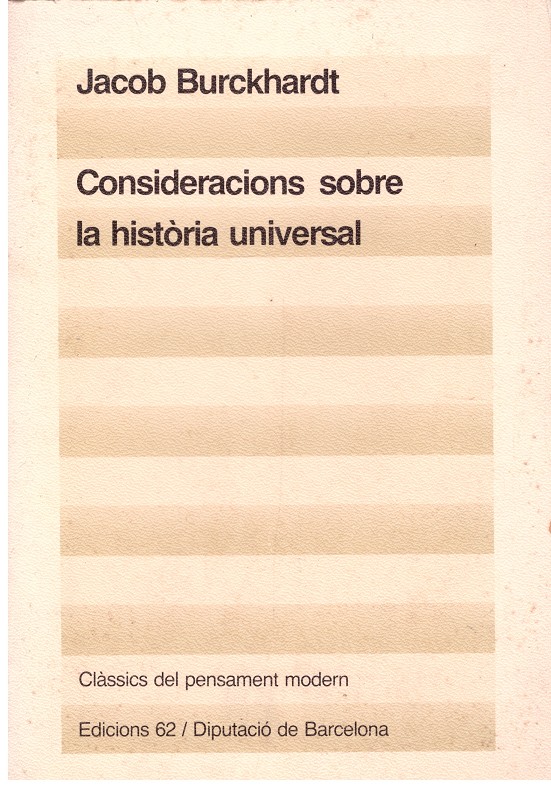 Jacob Burckhardt
Consideracions sobre
la història universal
Clàssics del pensament modern
Edicions 62 / Diputació de Barcelona